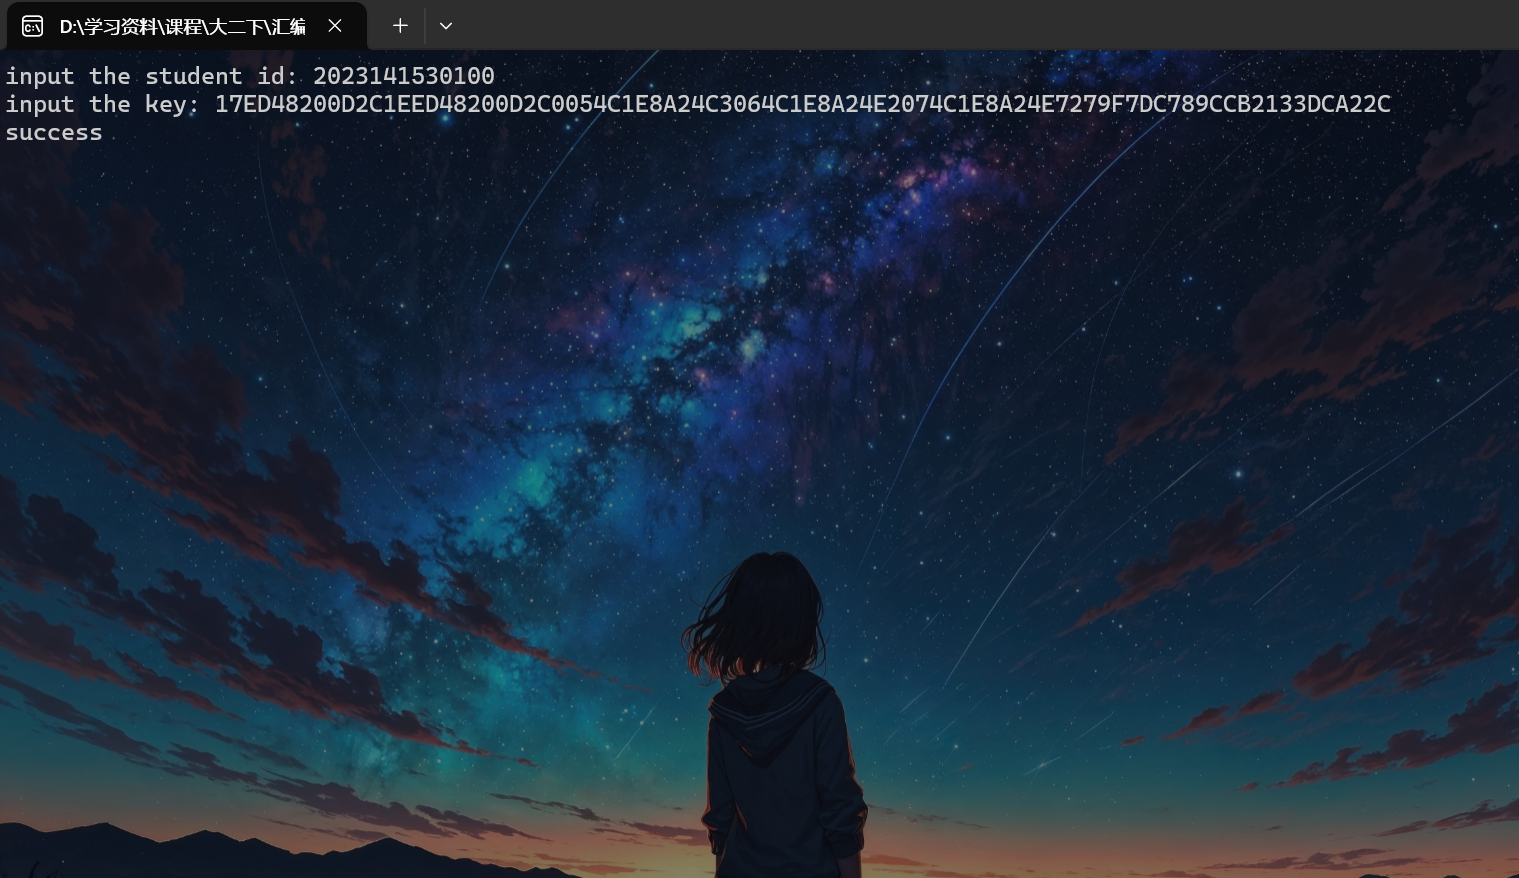 D:\学习资料\课程\大二下\汇编
input the student id: 2023141530100
input the key: 17ED48200D2C1EED48200D2C0054C1E8A24C3064C1E8A24E2074C1E8A24E7279F7DC789CCB2133DCA22C
success